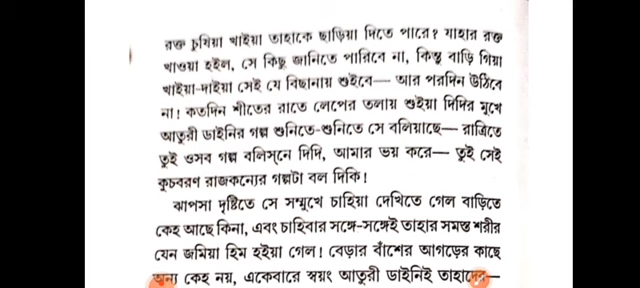 রক্ত চুষিয়া খাইয়া তাহাকে ছাড়িয়া দিতে পারে? যাহার রক্ত
খাওয়া হইল, সে কিছু জানিতে পারিবে না, কিন্তু বাড়ি গিয়া
খাইয়া-দাইয়া সেই যে বিছানায় শুইবে— আর পরদিন উঠিবে
না! কতদিন শীতের রাতে লেপের তলায় শুইয়া দিদির মুখে
আতুরী ডাইনির গল্প শুনিতে-শুনিতে সে বলিয়াছে— রাত্রিতে
তুই ওসব গল্প বলিস্‌নে দিদি, আমার ভয় করে— তুই সেই
কুচবরণ রাজকন্যের গল্পটা বল দিকি!
ঝাপসা দৃষ্টিতে সে সম্মুখে চাহিয়া দেখিতে গেল বাড়িতে
কেহ আছে কিনা, এবং চাহিবার সঙ্গে-সঙ্গেই তাহার সমস্ত শরীর
যেন জমিয়া হিম হইয়া গেল! বেড়ার বাঁশের আগড়ের কাছে
অন্য কেহ নয়, একেবারে স্বয়ং আতুরী ডাইনিই তাহাদের—